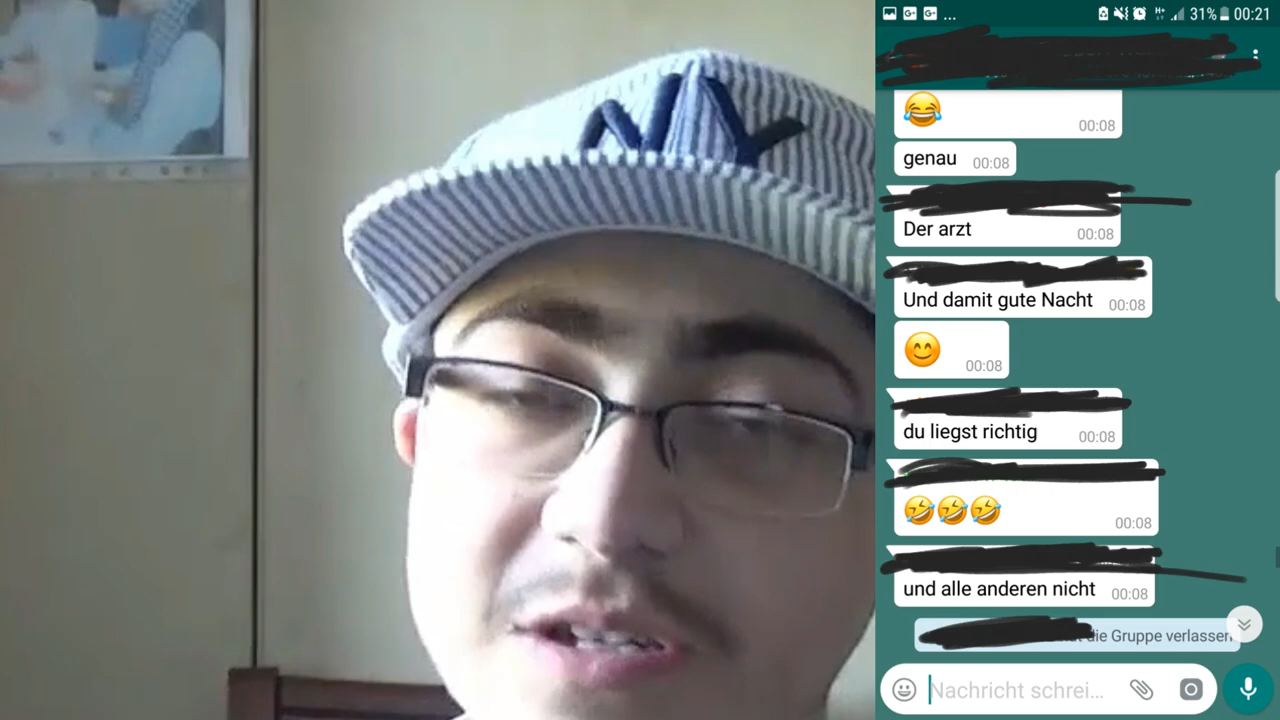 NY
... 31% 00:21
00:08
genau 00:08
Der arzt 00:08
Und damit gute Nacht 00:08
00:08
du liegst richtig 00:08
00:08
und alle anderen nicht 00:08
die Gruppe verlassen
Nachricht schrei...